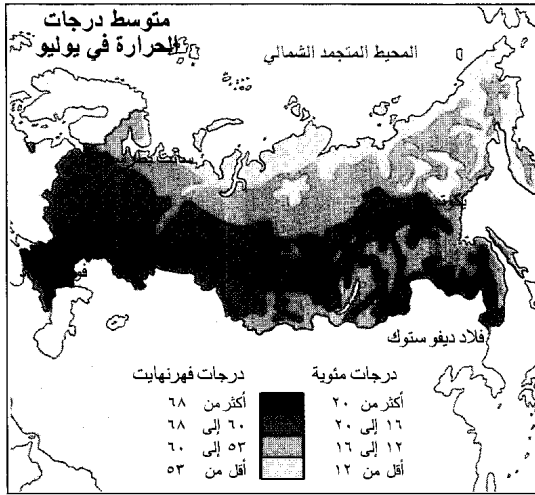 متوسط درجات
الحرارة في يوليو
المحيط المتجمد الشمالي
سانت
فلاد ديفو ستوك
درجات مئوية
درجات فهرنهايت
أكثر من ٢٠
أكثر من ٦٨
١٦ إلى ٢٠
٦٠ إلى ٦٨
١٢ إلى ١٦
٥٣ إلى ٦٠
أقل من ١٢
أقل من ٥٣